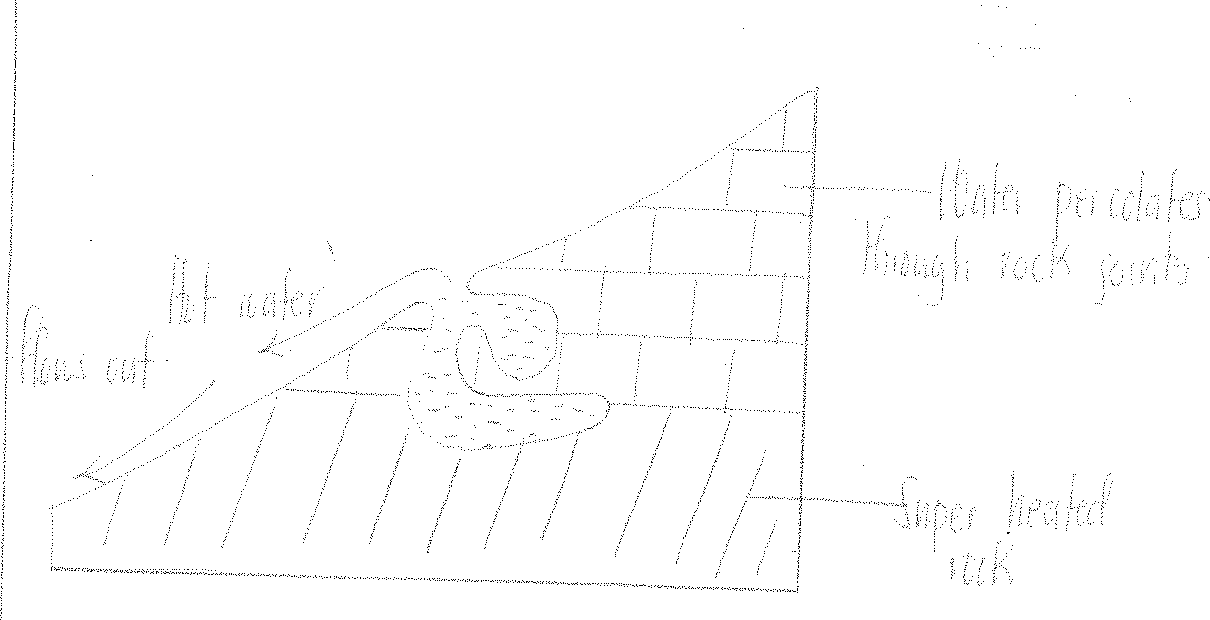 Water percolates
through rock joints
Hot water
flows out
Super heated
rock